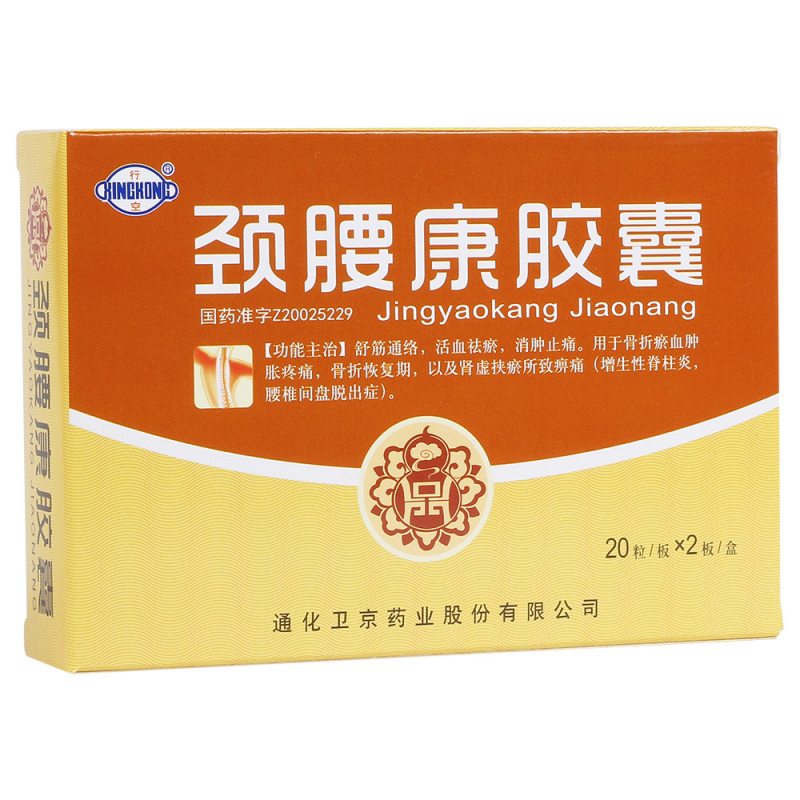 行
XINGKONG
空
®
颈腰康胶囊
国药准字Z20025229 Jingyaokang Jiaonang
【功能主治】舒筋通络，活血祛瘀，消肿止痛。用于骨折瘀血肿
胀疼痛，骨折恢复期，以及肾虚挟瘀所致痹痛（增生性脊柱炎，
腰椎间盘脱出症）。
20粒/板×2板/盒
通化卫京药业股份有限公司
颈腰康胶囊
JINGYAOKANG JIAONANG